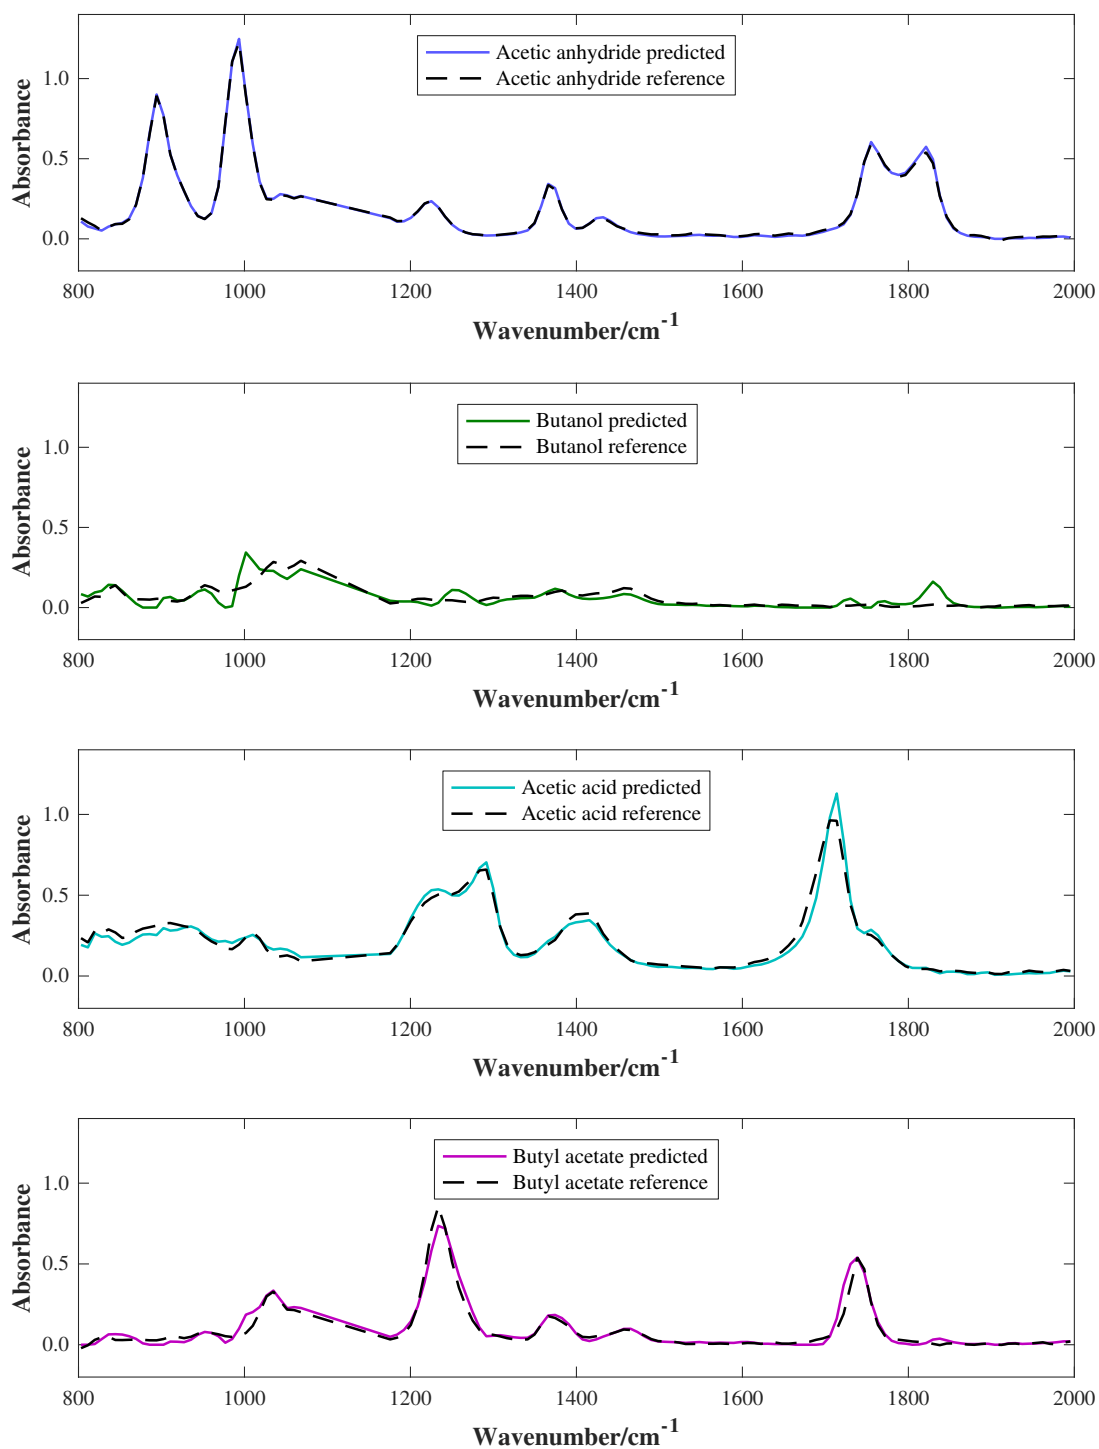 Acetic anhydride predicted
Acetic anhydride reference
1.0
0.5
0.0
Absorbance
800 1000 1200 1400 1600 1800 2000
Wavenumber/cm⁻¹
Butanol predicted
Butanol reference
1.0
0.5
0.0
Absorbance
800 1000 1200 1400 1600 1800 2000
Wavenumber/cm⁻¹
Acetic acid predicted
Acetic acid reference
1.0
0.5
0.0
Absorbance
800 1000 1200 1400 1600 1800 2000
Wavenumber/cm⁻¹
Butyl acetate predicted
Butyl acetate reference
1.0
0.5
0.0
Absorbance
800 1000 1200 1400 1600 1800 2000
Wavenumber/cm⁻¹